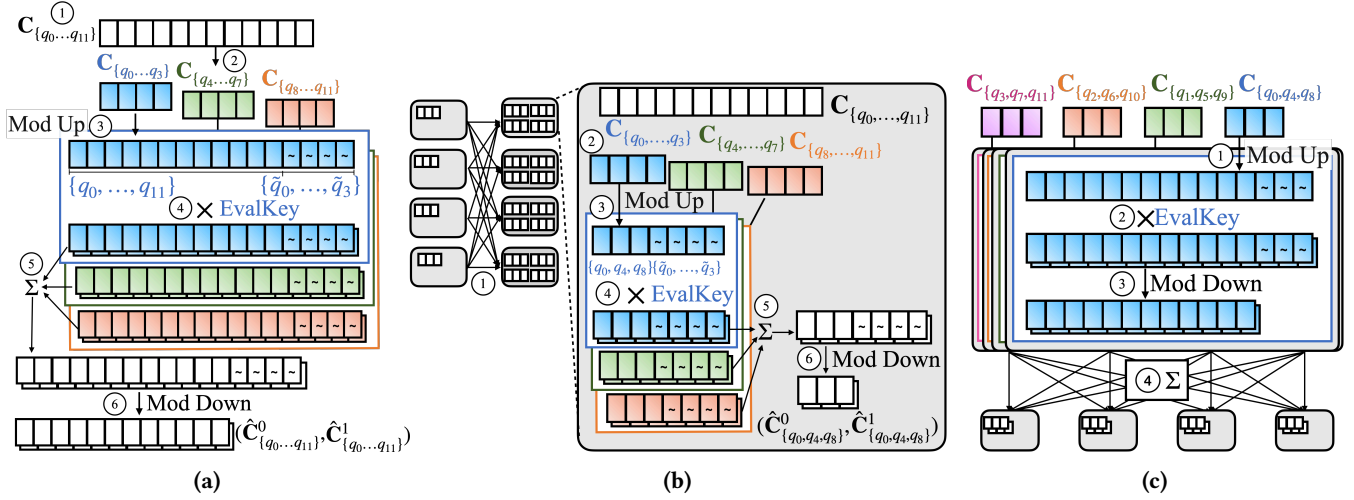 ①
C{q₀…q₁₁}
②
C{q₀…q₃}
C{q₄…q₇}
C{q₈…q₁₁}
Mod Up ③
~ ~ ~ ~
{q₀, …, q₁₁} {q̃₀, …, q̃₃}
④ × EvalKey
~ ~ ~ ~
⑤
Σ
~ ~ ~ ~
~ ~ ~ ~
~ ~ ~ ~
⑥ Mod Down
(Ĉ⁰{q₀…q₁₁}, Ĉ¹{q₀…q₁₁})
(a)
①
C{q₀,…,q₁₁}
② C{q₀,…,q₃}
C{q₄,…,q₇}
C{q₈,…,q₁₁}
③ Mod Up
~ ~ ~ ~
{q₀, q₄, q₈}{q̃₀, …, q̃₃}
④ × EvalKey
~ ~ ~ ~
⑤
Σ
~ ~ ~ ~
~ ~ ~ ~
~ ~ ~ ~
⑥ Mod Down
(Ĉ⁰{q₀,q₄,q₈}, Ĉ¹{q₀,q₄,q₈})
(b)
C{q₃,q₇,q₁₁}
C{q₂,q₆,q₁₀}
C{q₁,q₅,q₉}
C{q₀,q₄,q₈}
① Mod Up
~ ~ ~
② ×EvalKey
~ ~ ~
③ Mod Down
④ Σ
(c)